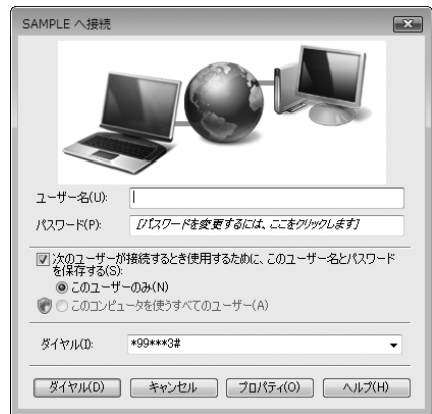 SAMPLE へ接続
ユーザー名(U):
パスワード(P):
[パスワードを変更するには、ここをクリックします]
次のユーザーが接続するとき使用するために、このユーザー名とパスワード
を保存する(S):
このユーザーのみ(N)
このコンピュータを使うすべてのユーザー(A)
ダイヤル(I):
*99***3#
ダイヤル(D)
キャンセル
プロパティ(O)
ヘルプ(H)